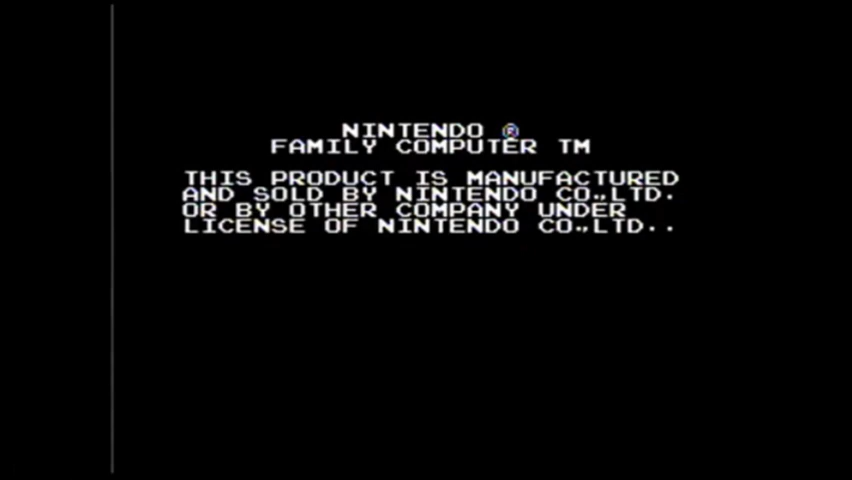 NINTENDO ®
FAMILY COMPUTER TM
THIS PRODUCT IS MANUFACTURED
AND SOLD BY NINTENDO CO.,LTD.
OR BY OTHER COMPANY UNDER
LICENSE OF NINTENDO CO.,LTD..